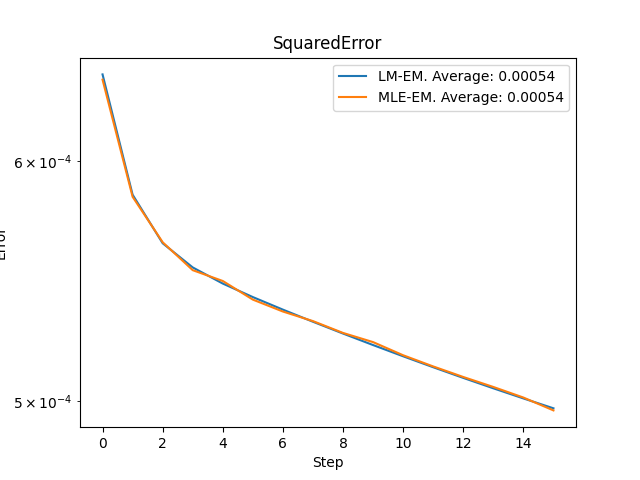 SquaredError
LM-EM. Average: 0.00054
MLE-EM. Average: 0.00054
6 × 10⁻⁴
Error
5 × 10⁻⁴
0 2 4 6 8 10 12 14
Step